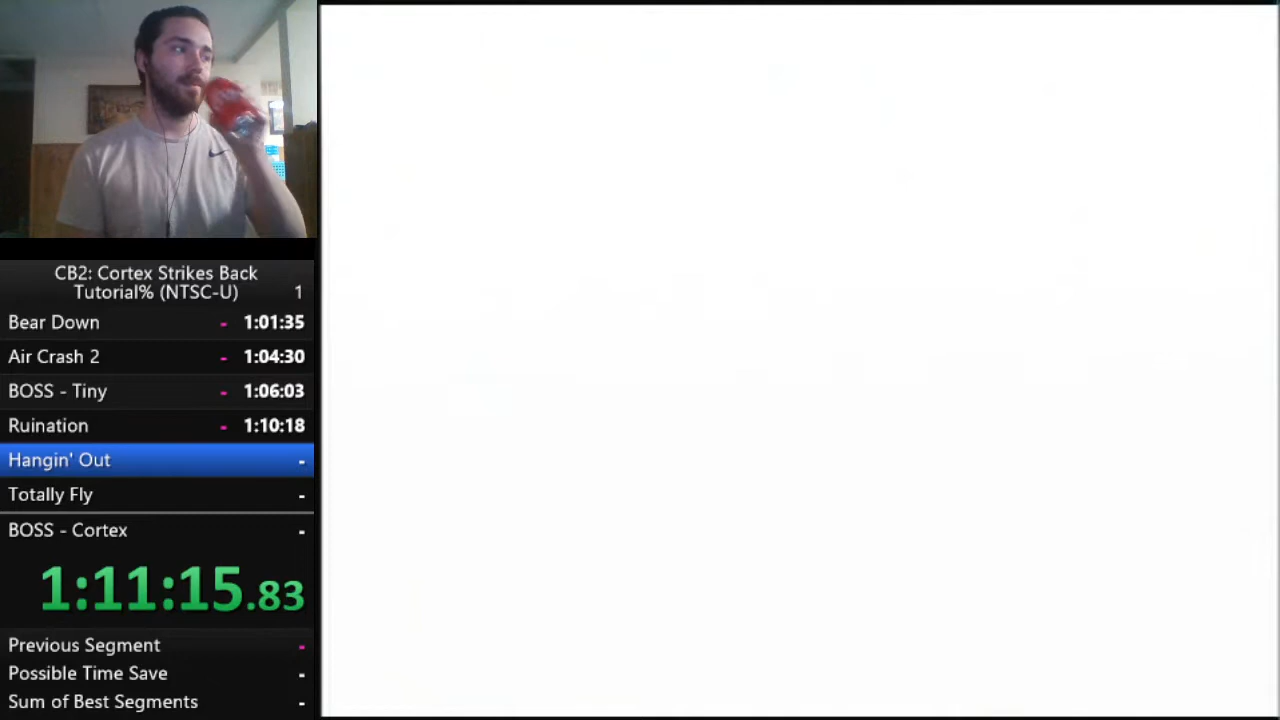 CB2: Cortex Strikes Back
Tutorial% (NTSC-U) 1
Bear Down - 1:01:35
Air Crash 2 - 1:04:30
BOSS - Tiny - 1:06:03
Ruination - 1:10:18
Hangin' Out -
Totally Fly -
BOSS - Cortex -
1:11:15.83
Previous Segment -
Possible Time Save -
Sum of Best Segments -